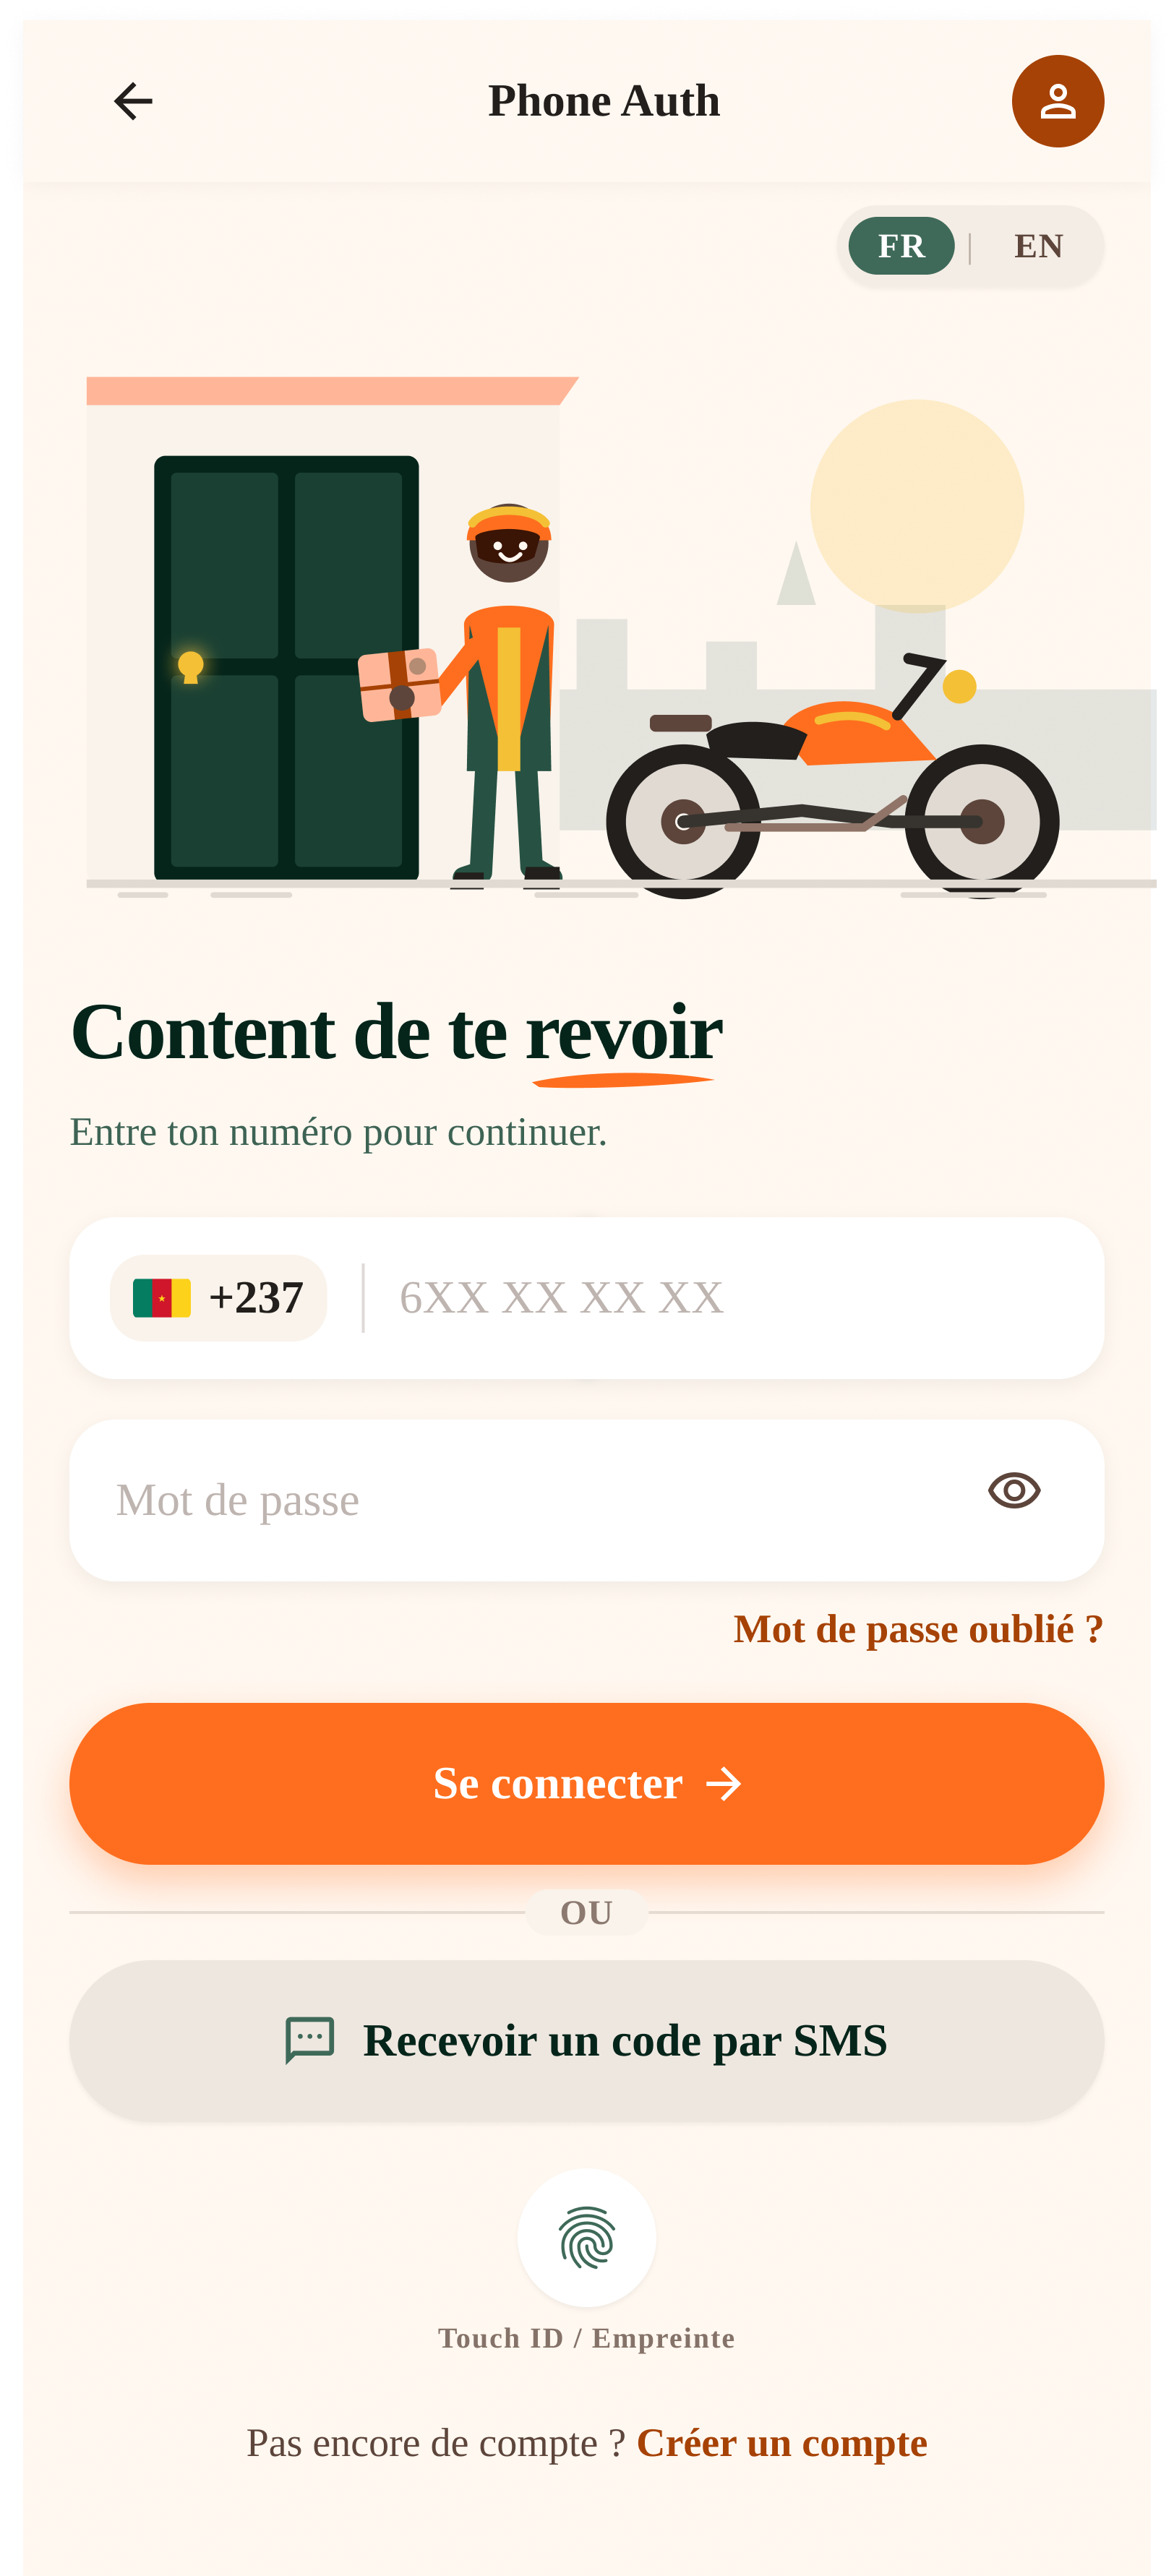 Phone Auth
FR | EN
Content de te revoir
Entre ton numéro pour continuer.
+237 6XX XX XX XX
Mot de passe
Mot de passe oublié ?
Se connecter
OU
Recevoir un code par SMS
Touch ID / Empreinte
Pas encore de compte ? Créer un compte